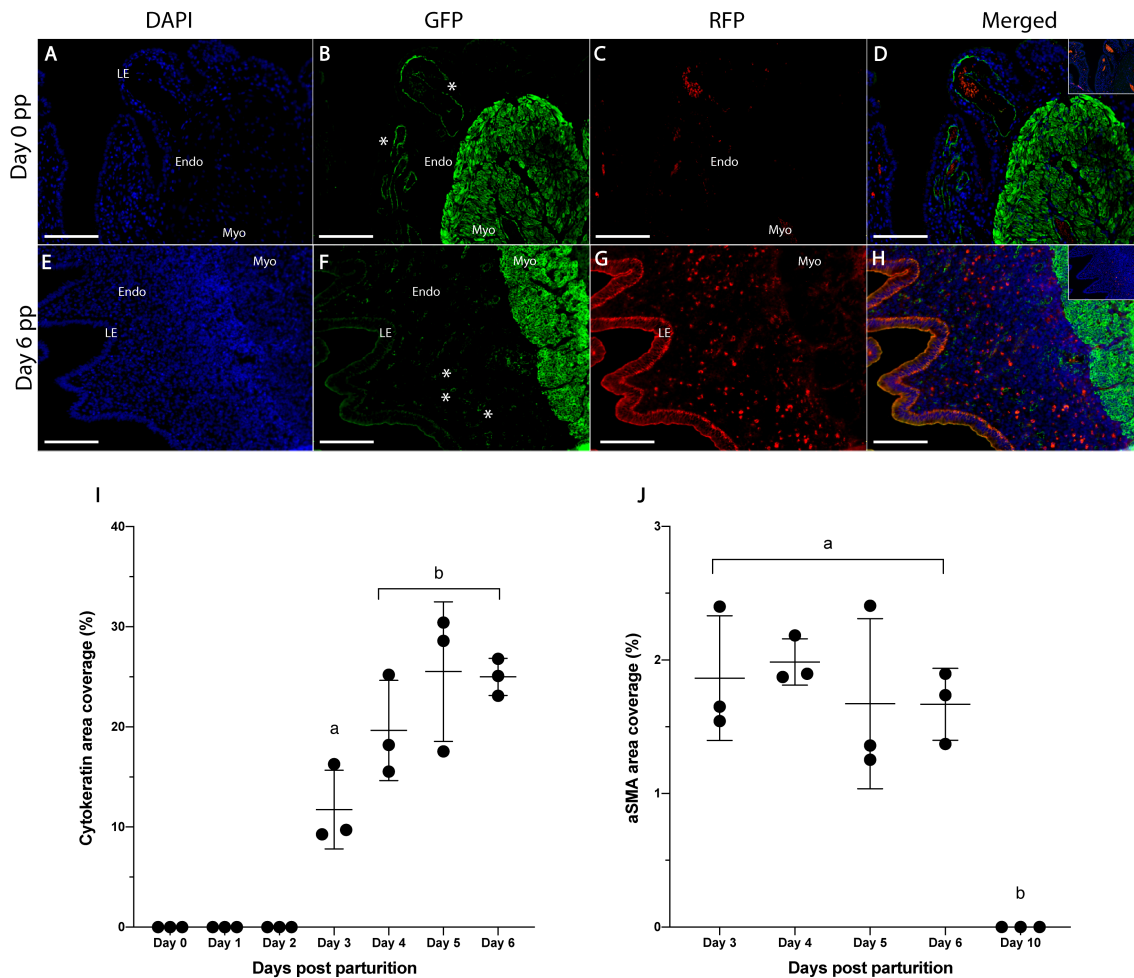 DAPI GFP RFP Merged
Day 0 pp
A B C D
LE * *
Endo Endo Endo
Myo Myo Myo
Day 6 pp
E F G H
Myo Myo Myo
Endo Endo
LE LE LE
* * *
I
Cytokeratin area coverage (%)
40
30
20
10
0
a
b
Day 0 Day 1 Day 2 Day 3 Day 4 Day 5 Day 6
Days post parturition
J
aSMA area coverage (%)
3
2
1
0
a
b
Day 3 Day 4 Day 5 Day 6 Day 10
Days post parturition